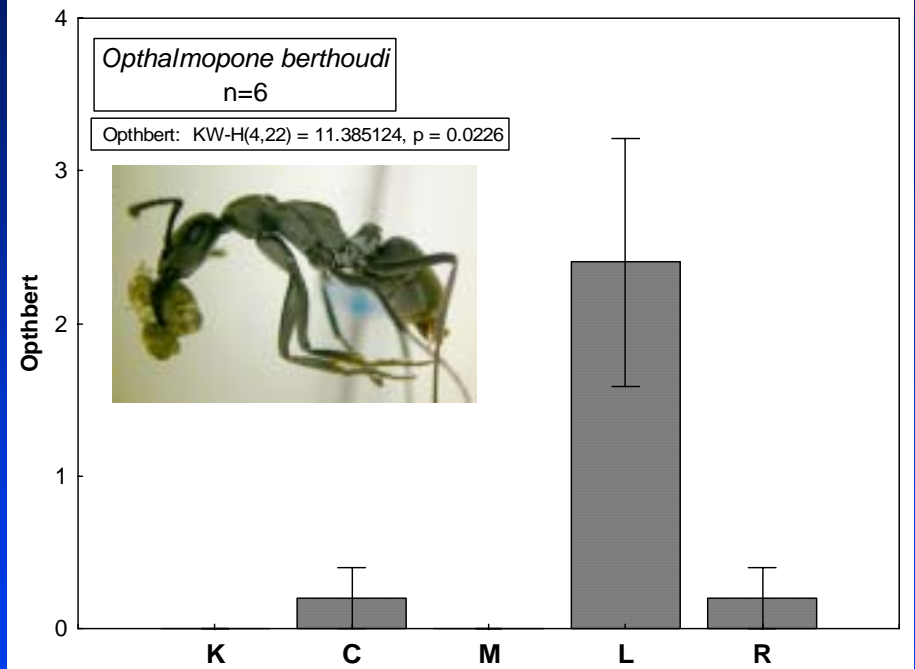 4
Opthalmopone berthoudi
n=6
Opthbert: KW-H(4,22) = 11.385124, p = 0.0226
3
Opthbert
2
1
0
K C M L R